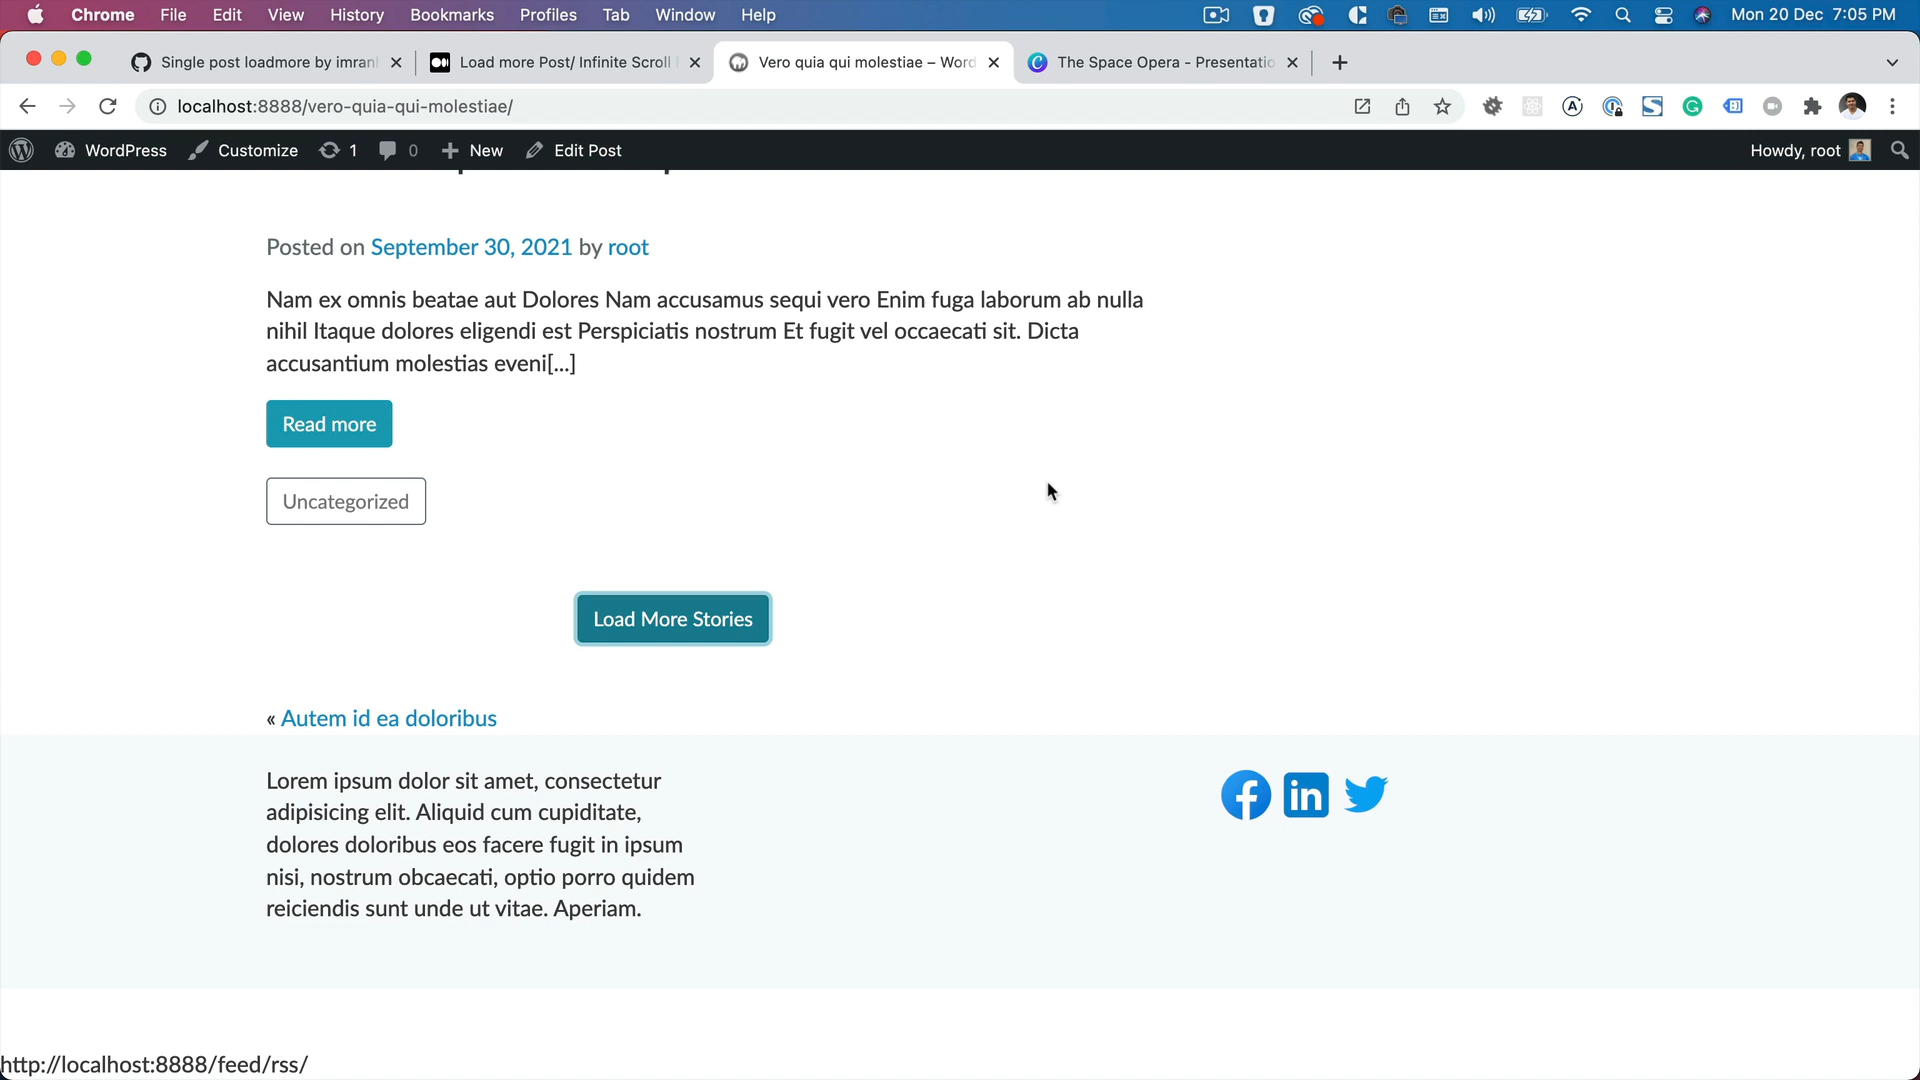 Chrome File Edit View History Bookmarks Profiles Tab Window Help Mon 20 Dec 7:05 PM
Single post loadmore by imran Load more Post/ Infinite Scroll Vero quia qui molestiae – Word The Space Opera - Presentatio
localhost:8888/vero-quia-qui-molestiae/
WordPress Customize 1 0 New Edit Post Howdy, root
Posted on September 30, 2021 by root
Nam ex omnis beatae aut Dolores Nam accusamus sequi vero Enim fuga laborum ab nulla
nihil Itaque dolores eligendi est Perspiciatis nostrum Et fugit vel occaecati sit. Dicta
accusantium molestias eveni[...]
Read more
Uncategorized
Load More Stories
« Autem id ea doloribus
Lorem ipsum dolor sit amet, consectetur
adipisicing elit. Aliquid cum cupiditate,
dolores doloribus eos facere fugit in ipsum
nisi, nostrum obcaecati, optio porro quidem
reiciendis sunt unde ut vitae. Aperiam.
http://localhost:8888/feed/rss/